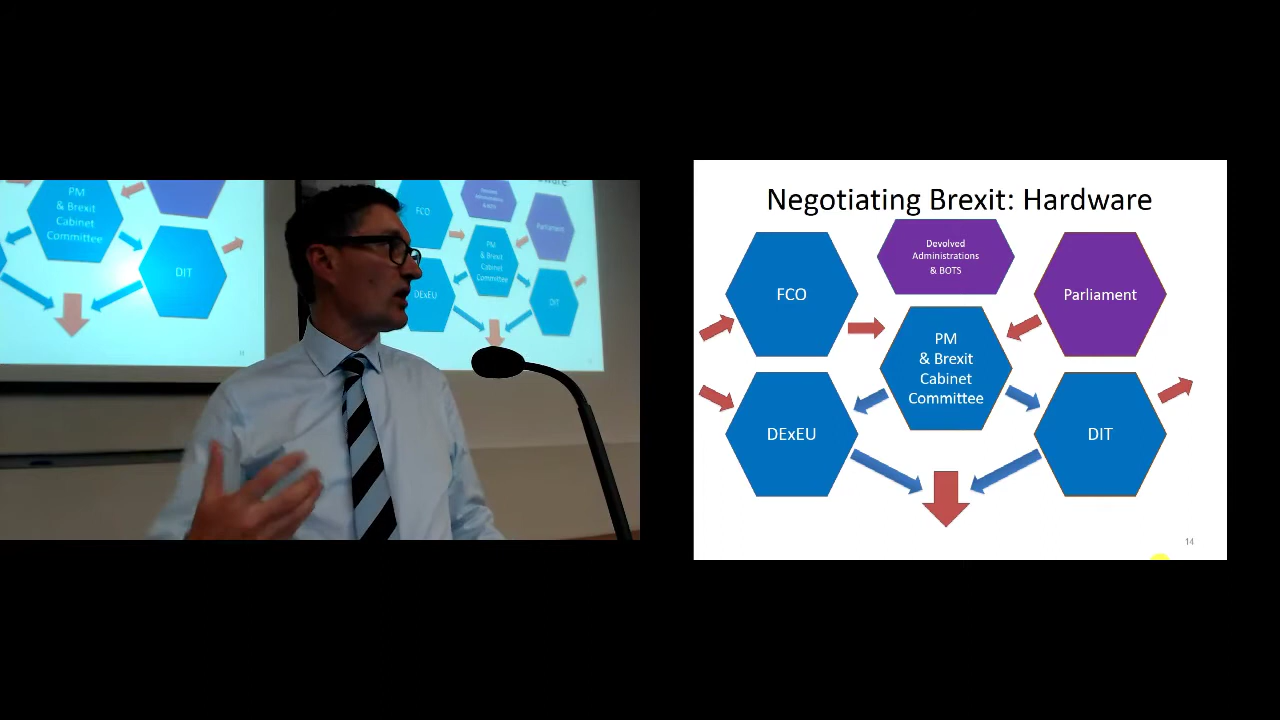 PM
& Brexit
Cabinet
Committee
DIT
FCO
Devolved
Administrations
& BOTS
Parliament
PM
& Brexit
Cabinet
Committee
DExEU
DIT
Negotiating Brexit: Hardware
Devolved
Administrations
& BOTS
FCO
Parliament
PM
& Brexit
Cabinet
Committee
DExEU
DIT
14